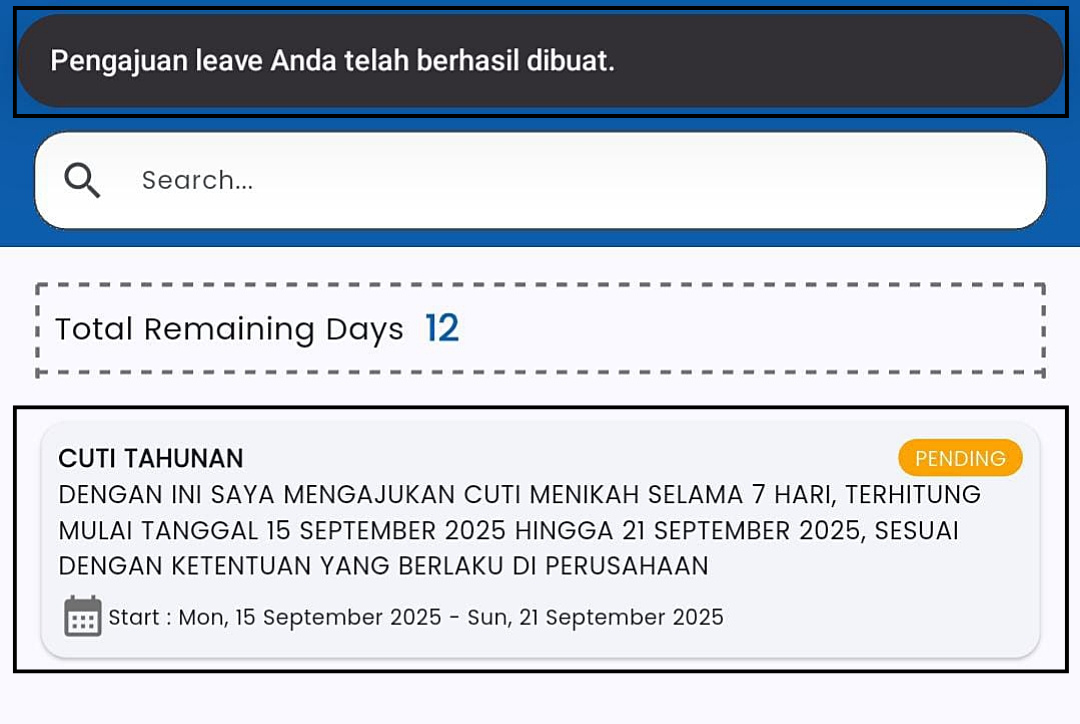 Pengajuan leave Anda telah berhasil dibuat.
Search...
Total Remaining Days 12
CUTI TAHUNAN
PENDING
DENGAN INI SAYA MENGAJUKAN CUTI MENIKAH SELAMA 7 HARI, TERHITUNG
MULAI TANGGAL 15 SEPTEMBER 2025 HINGGA 21 SEPTEMBER 2025, SESUAI
DENGAN KETENTUAN YANG BERLAKU DI PERUSAHAAN
Start : Mon, 15 September 2025 - Sun, 21 September 2025